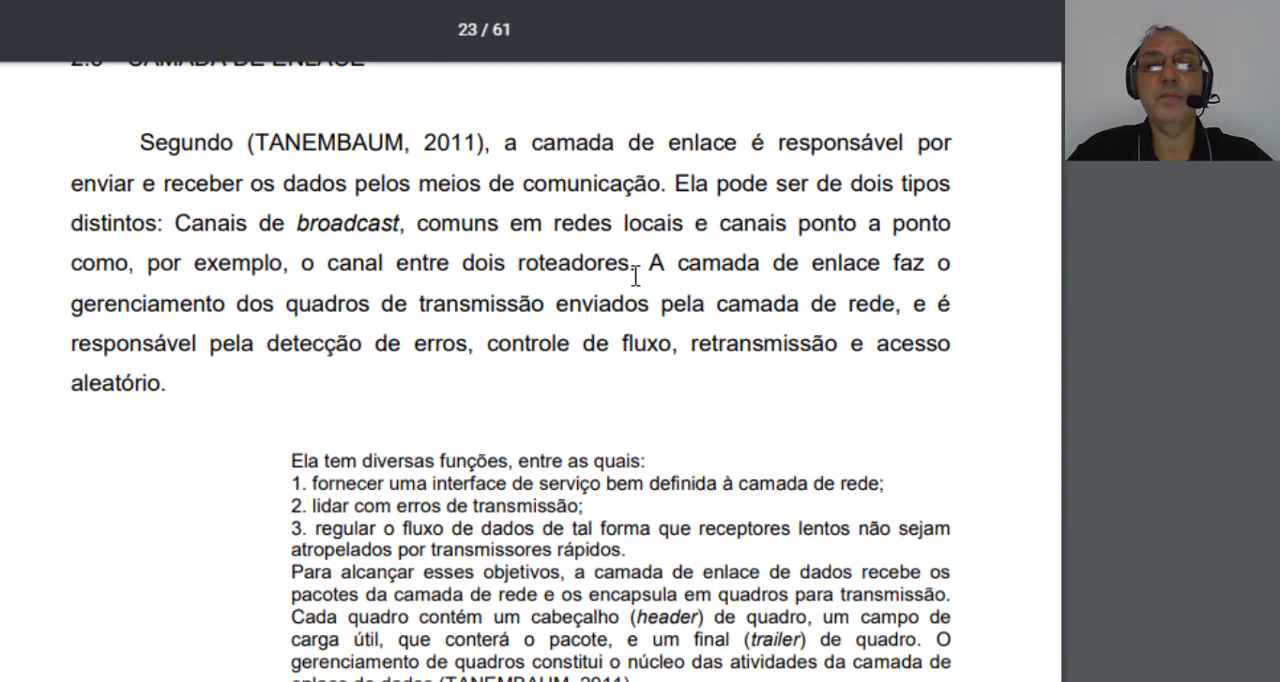 23 / 61
CAMADA DE ENLACE
Segundo (TANEMBAUM, 2011), a camada de enlace é responsável por
enviar e receber os dados pelos meios de comunicação. Ela pode ser de dois tipos
distintos: Canais de broadcast, comuns em redes locais e canais ponto a ponto
como, por exemplo, o canal entre dois roteadores. A camada de enlace faz o
gerenciamento dos quadros de transmissão enviados pela camada de rede, e é
responsável pela detecção de erros, controle de fluxo, retransmissão e acesso
aleatório.
Ela tem diversas funções, entre as quais:
1. fornecer uma interface de serviço bem definida à camada de rede;
2. lidar com erros de transmissão;
3. regular o fluxo de dados de tal forma que receptores lentos não sejam
atropelados por transmissores rápidos.
Para alcançar esses objetivos, a camada de enlace de dados recebe os
pacotes da camada de rede e os encapsula em quadros para transmissão.
Cada quadro contém um cabeçalho (header) de quadro, um campo de
carga útil, que conterá o pacote, e um final (trailer) de quadro. O
gerenciamento de quadros constitui o núcleo das atividades da camada de
enlace de dados (TANEMBAUM, 2011)